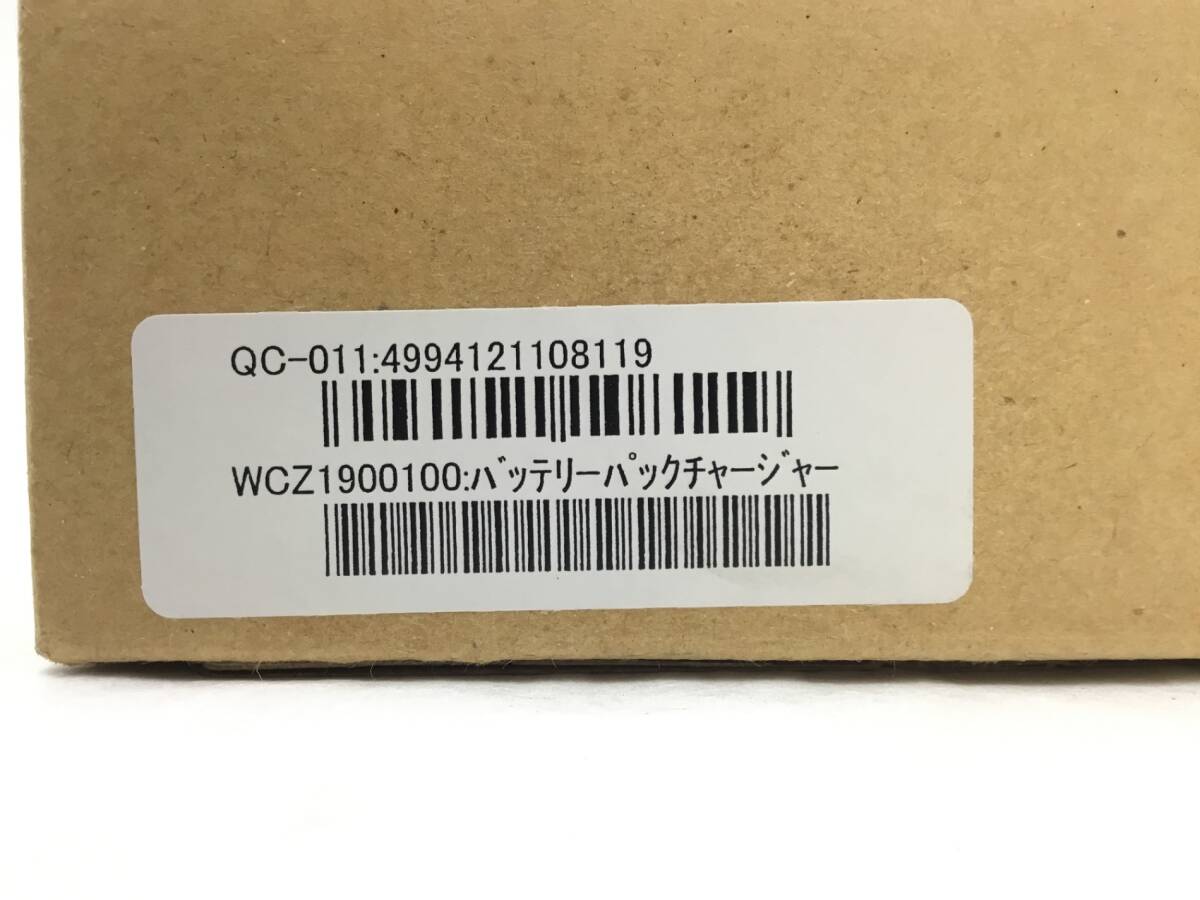 QC-011:4994121108119
WCZ1900100:ﾊﾞｯﾃﾘｰﾊﾟｯｸﾁｬｰｼﾞｬｰ